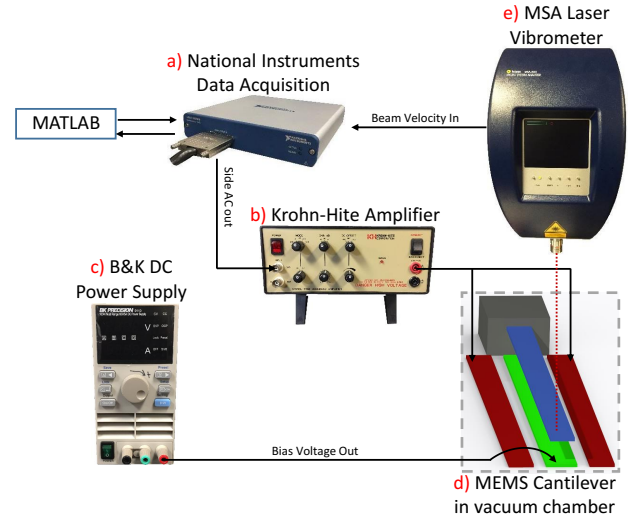 e) MSA Laser
Vibrometer
a) National Instruments
Data Acquisition
MATLAB
Beam Velocity In
Side AC out
b) Krohn-Hite Amplifier
c) B&K DC
Power Supply
BK PRECISION
V
A
Bias Voltage Out
d) MEMS Cantilever
in vacuum chamber